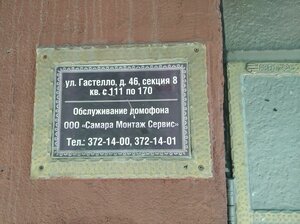 ул. Гастелло, д. 46, секция 8
кв. с 111 по 170
Обслуживание домофона
ООО «Самара Монтаж Сервис»
Тел.: 372-14-00, 372-14-01